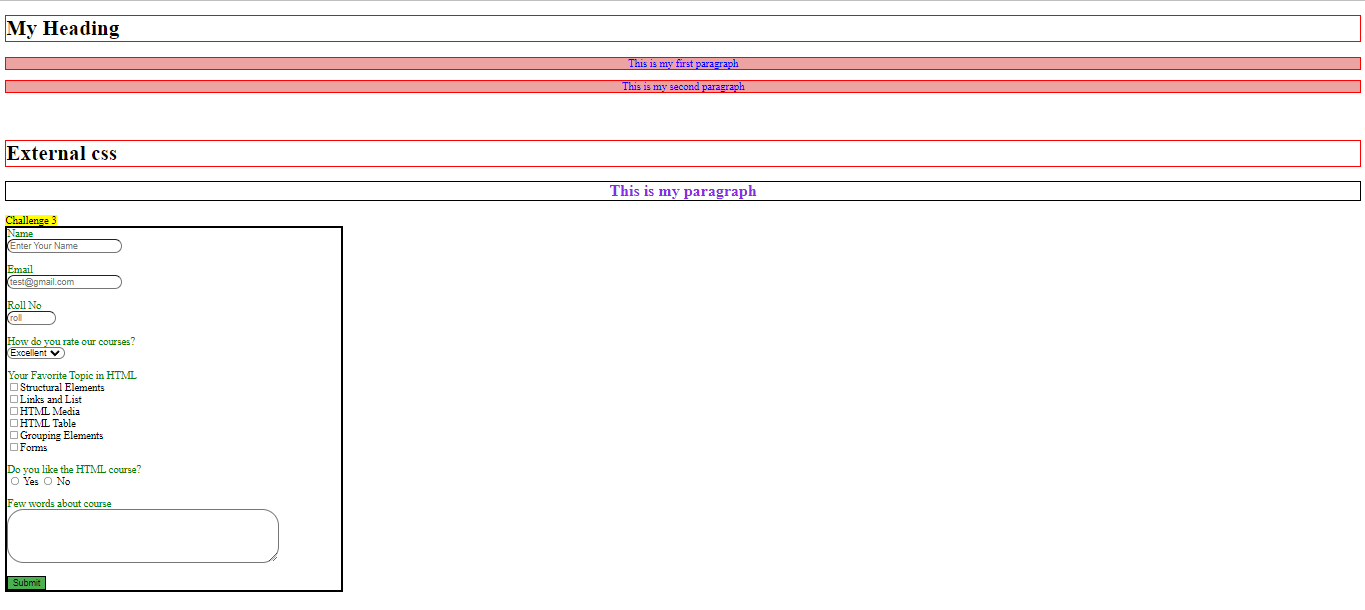 My Heading
This is my first paragraph
This is my second paragraph
External css
This is my paragraph
Challenge 3
Name
Enter Your Name
Email
test@gmail.com
Roll No
roll
How do you rate our courses?
Excellent
Your Favorite Topic in HTML
Structural Elements
Links and List
HTML Media
HTML Table
Grouping Elements
Forms
Do you like the HTML course?
Yes No
Few words about course
Submit